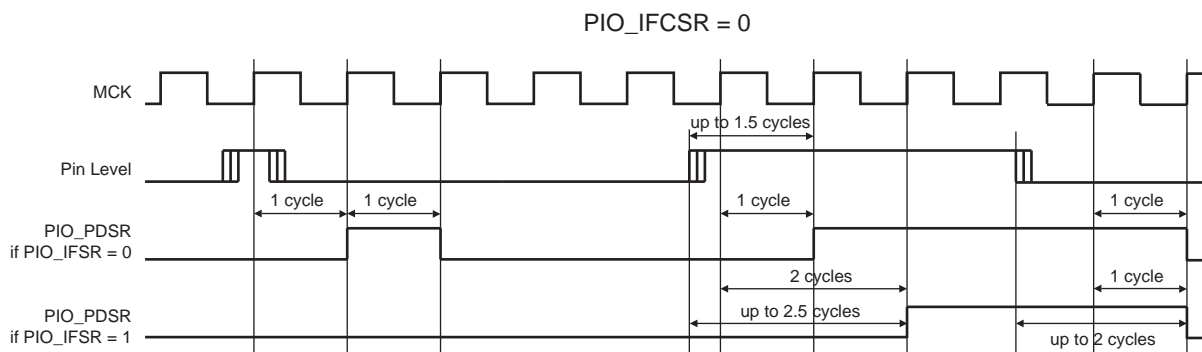 PIO_IFCSR = 0
MCK
up to 1.5 cycles
Pin Level
1 cycle
1 cycle
1 cycle
1 cycle
PIO_PDSR
if PIO_IFSR = 0
2 cycles
1 cycle
PIO_PDSR
if PIO_IFSR = 1
up to 2.5 cycles
up to 2 cycles